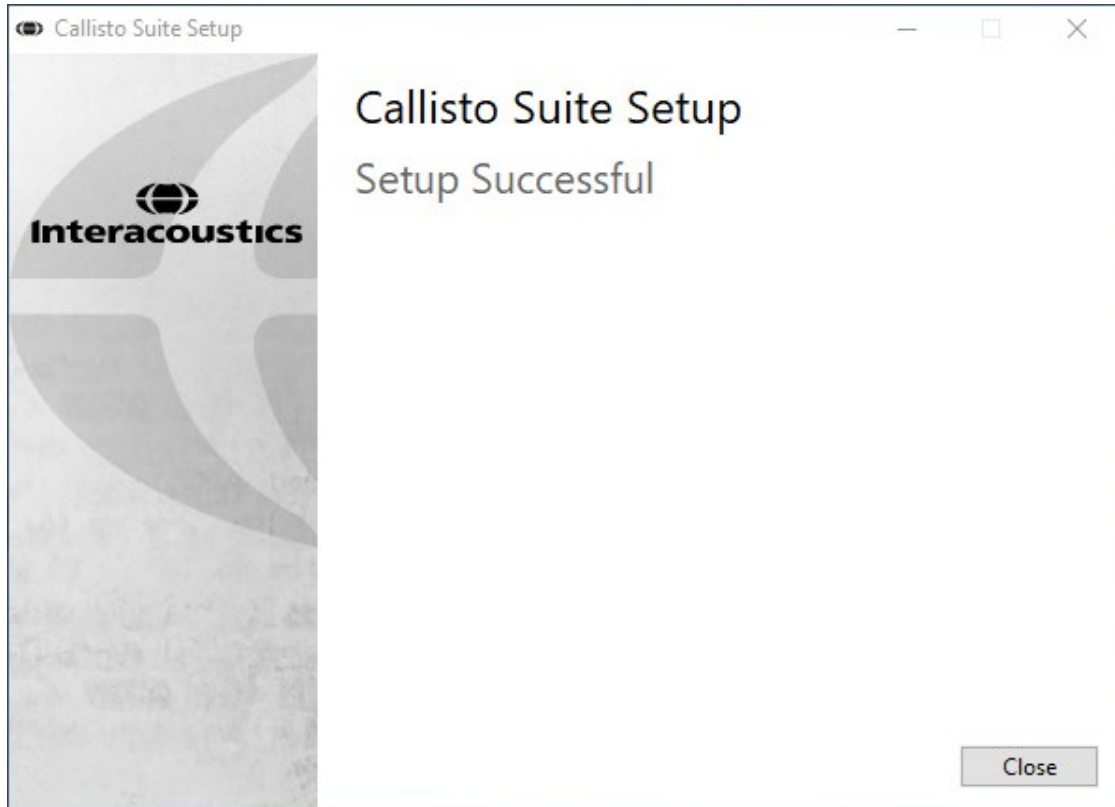 Callisto Suite Setup
Interacoustics
Callisto Suite Setup
Setup Successful
Close